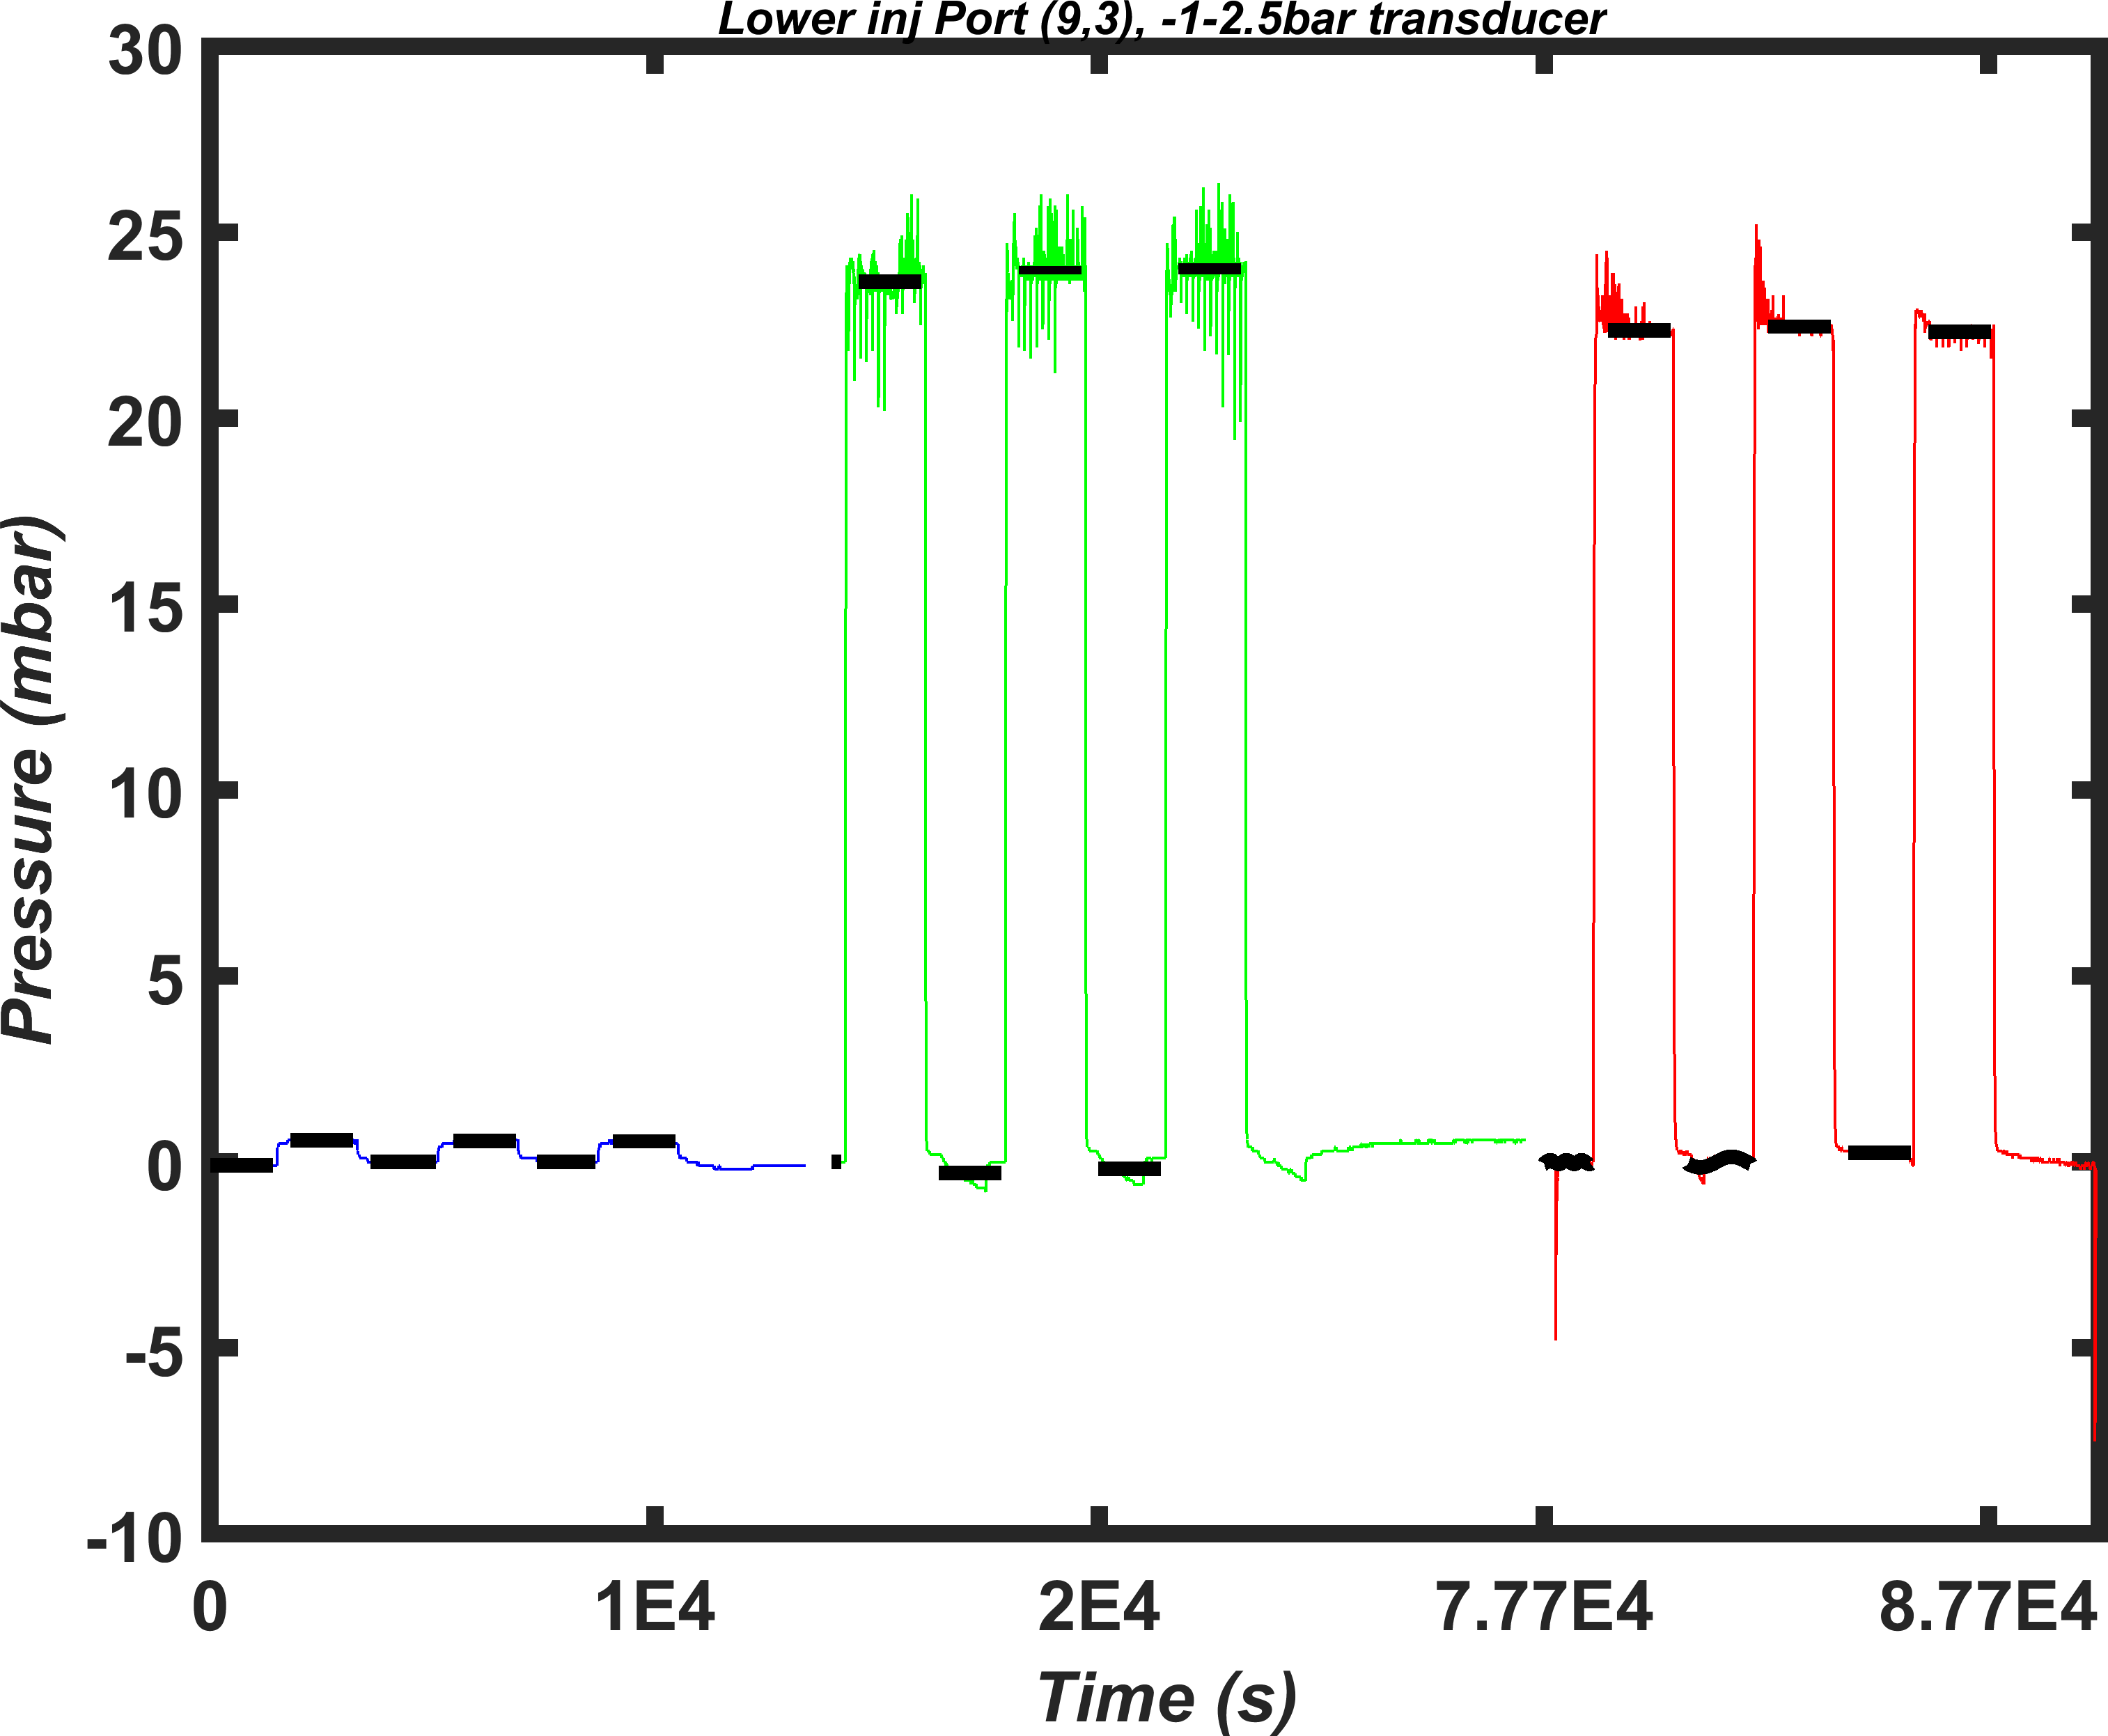 Lower inj Port (9,3), -1-2.5bar transducer
30
25
20
15
10
5
0
-5
-10
Pressure (mbar)
0 1E4 2E4 7.77E4 8.77E4
Time (s)